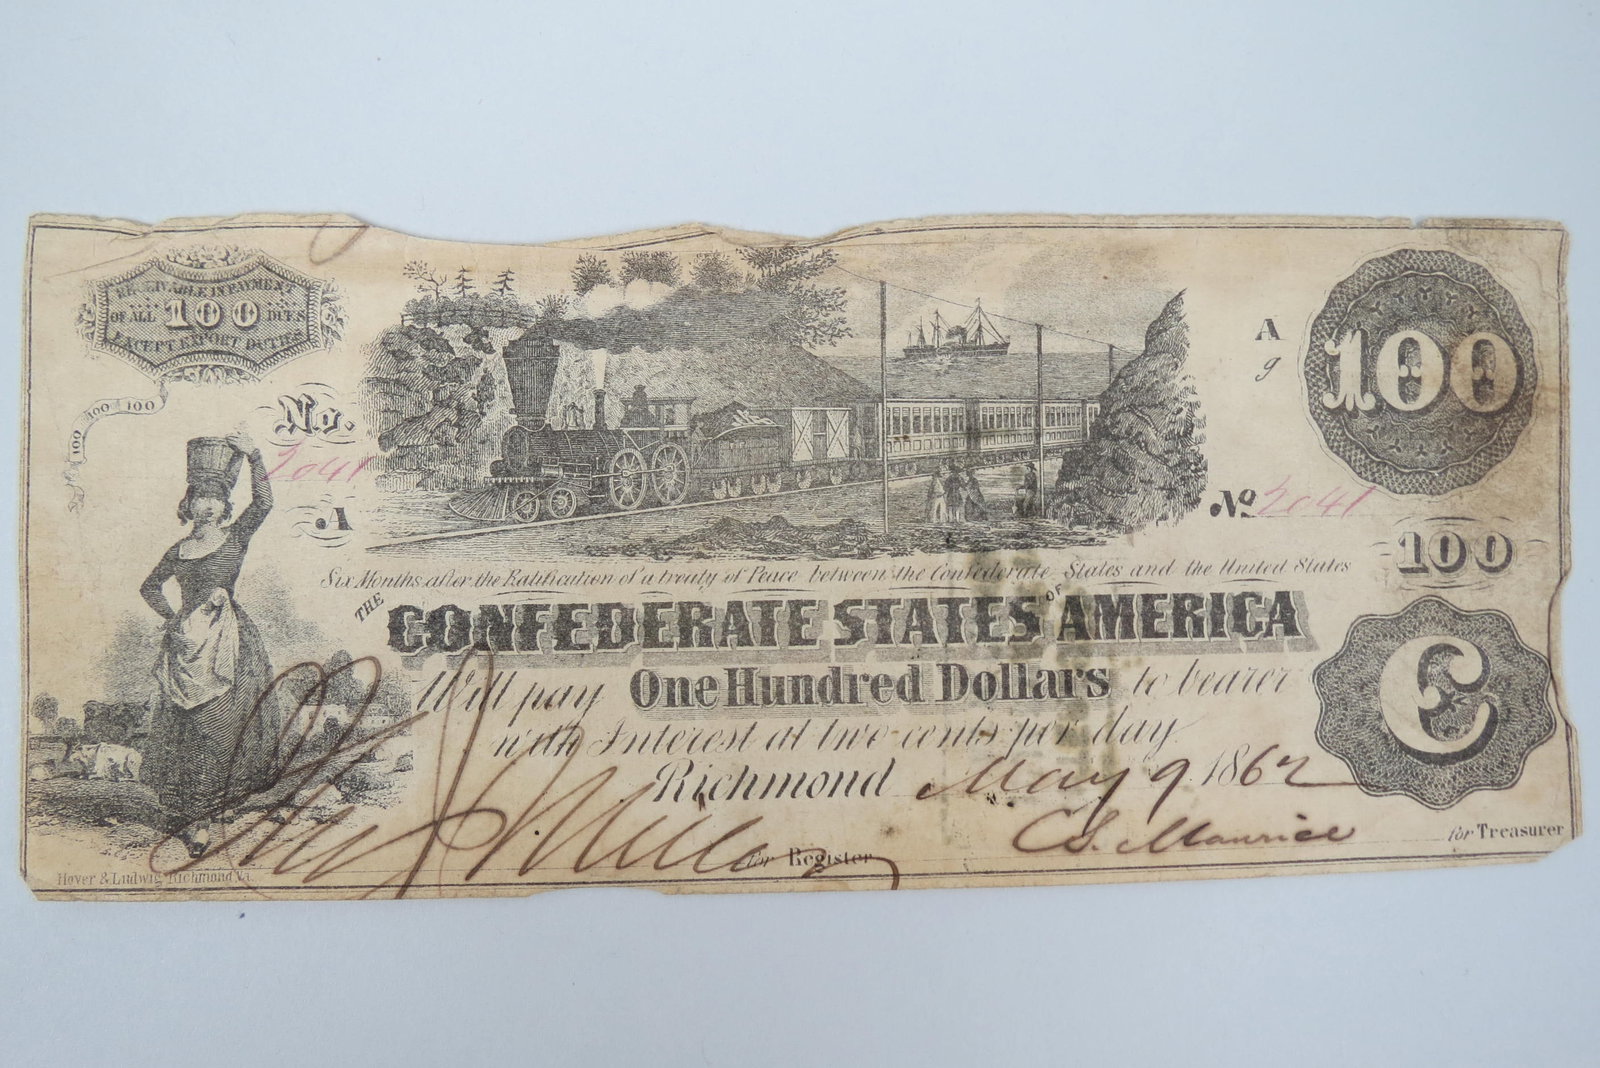 RECEIVABLE IN PAYMENT
OF ALL 100 DUES
EXCEPT EXPORT DUTIES
100 100 100
No.
2041
A
A
g
100
No 2041
100
Six Months after the Ratification of a treaty of Peace between the Confederate States and the United States
THE CONFEDERATE STATES OF AMERICA
Will pay One Hundred Dollars to bearer
with Interest at two cents per day
Richmond May 9 1862
C
for Register
C.S. Maurice for Treasurer
Hoyer & Ludwig, Richmond Va.